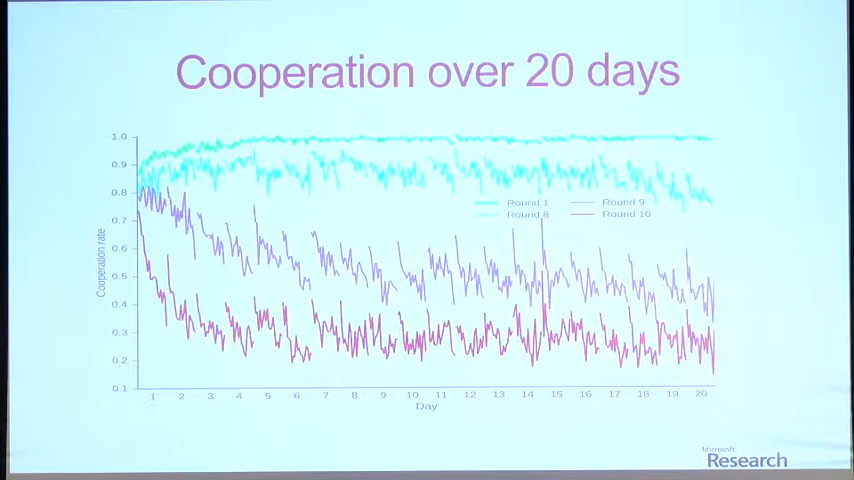 Cooperation over 20 days
1.0
0.9
0.8
0.7
0.6
0.5
0.4
0.3
0.2
0.1
Cooperation rate
Round 1
Round 9
Round 8
Round 10
1 2 3 4 5 6 7 8 9 10 11 12 13 14 15 16 17 18 19 20
Day
Microsoft
Research